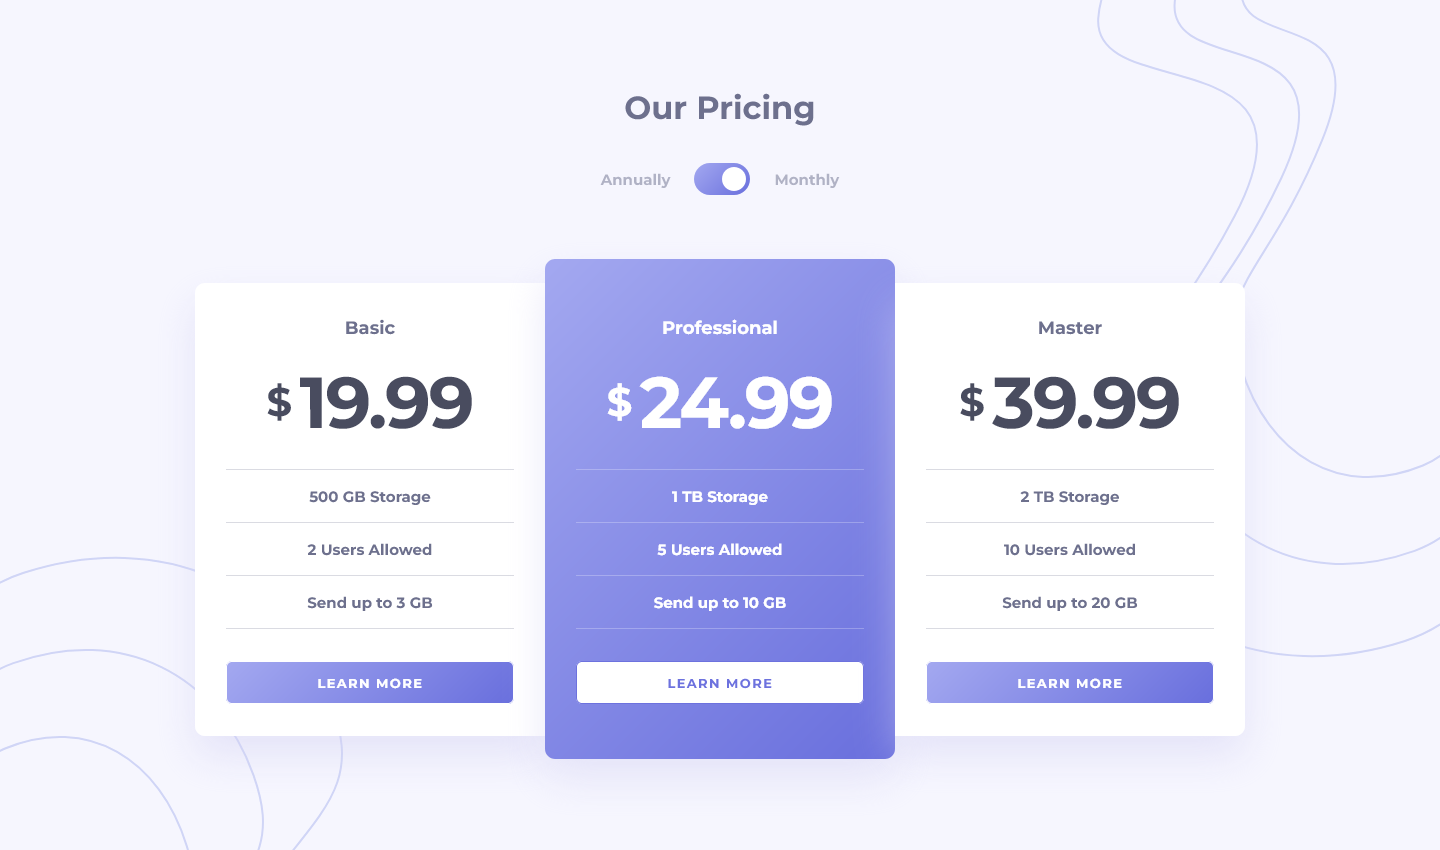 Our Pricing
Annually
Monthly
Basic
$19.99
500 GB Storage
2 Users Allowed
Send up to 3 GB
LEARN MORE
Professional
$24.99
1 TB Storage
5 Users Allowed
Send up to 10 GB
LEARN MORE
Master
$39.99
2 TB Storage
10 Users Allowed
Send up to 20 GB
LEARN MORE